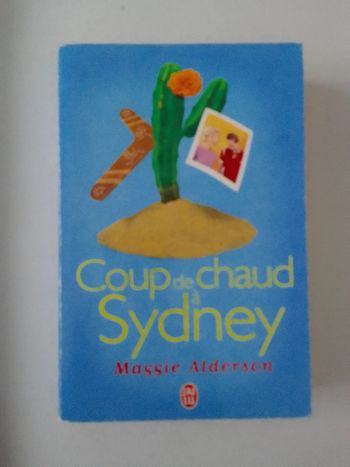 Coup de chaud
à
Sydney
Maggie Alderson
J'AI
LU